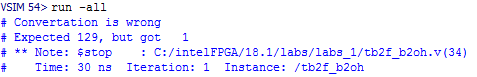 VSIM 54> run -all
# Convertation is wrong
# Expected 129, but got   1
# ** Note: $stop    : C:/intelFPGA/18.1/labs/labs_1/tb2f_b2oh.v(34)
#    Time: 30 ns  Iteration: 1  Instance: /tb2f_b2oh